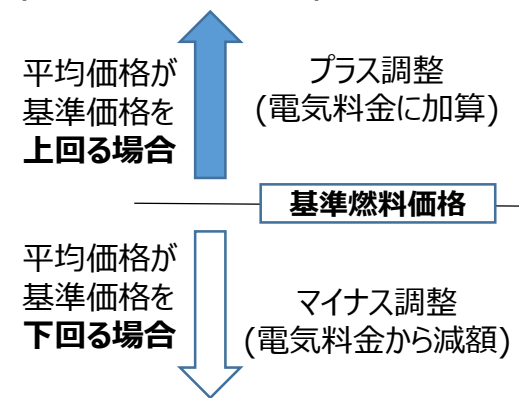 平均価格が
基準価格を
上回る場合
プラス調整
(電気料金に加算)
基準燃料価格
平均価格が
基準価格を
下回る場合
マイナス調整
(電気料金から減額)